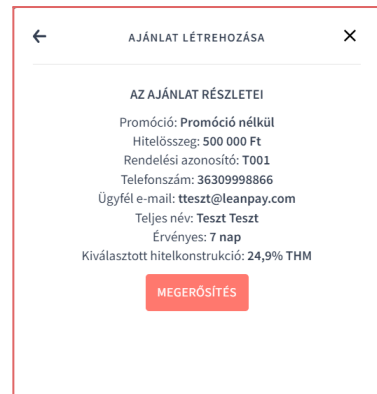 AJÁNLAT LÉTREHOZÁSA
AZ AJÁNLAT RÉSZLETEI
Promóció: Promóció nélkül
Hitelösszeg: 500 000 Ft
Rendelési azonosító: T001
Telefonszám: 36309998866
Ügyfél e-mail: tteszt@leanpay.com
Teljes név: Teszt Teszt
Érvényes: 7 nap
Kiválasztott hitelkonstrukció: 24,9% THM
MEGERŐSÍTÉS